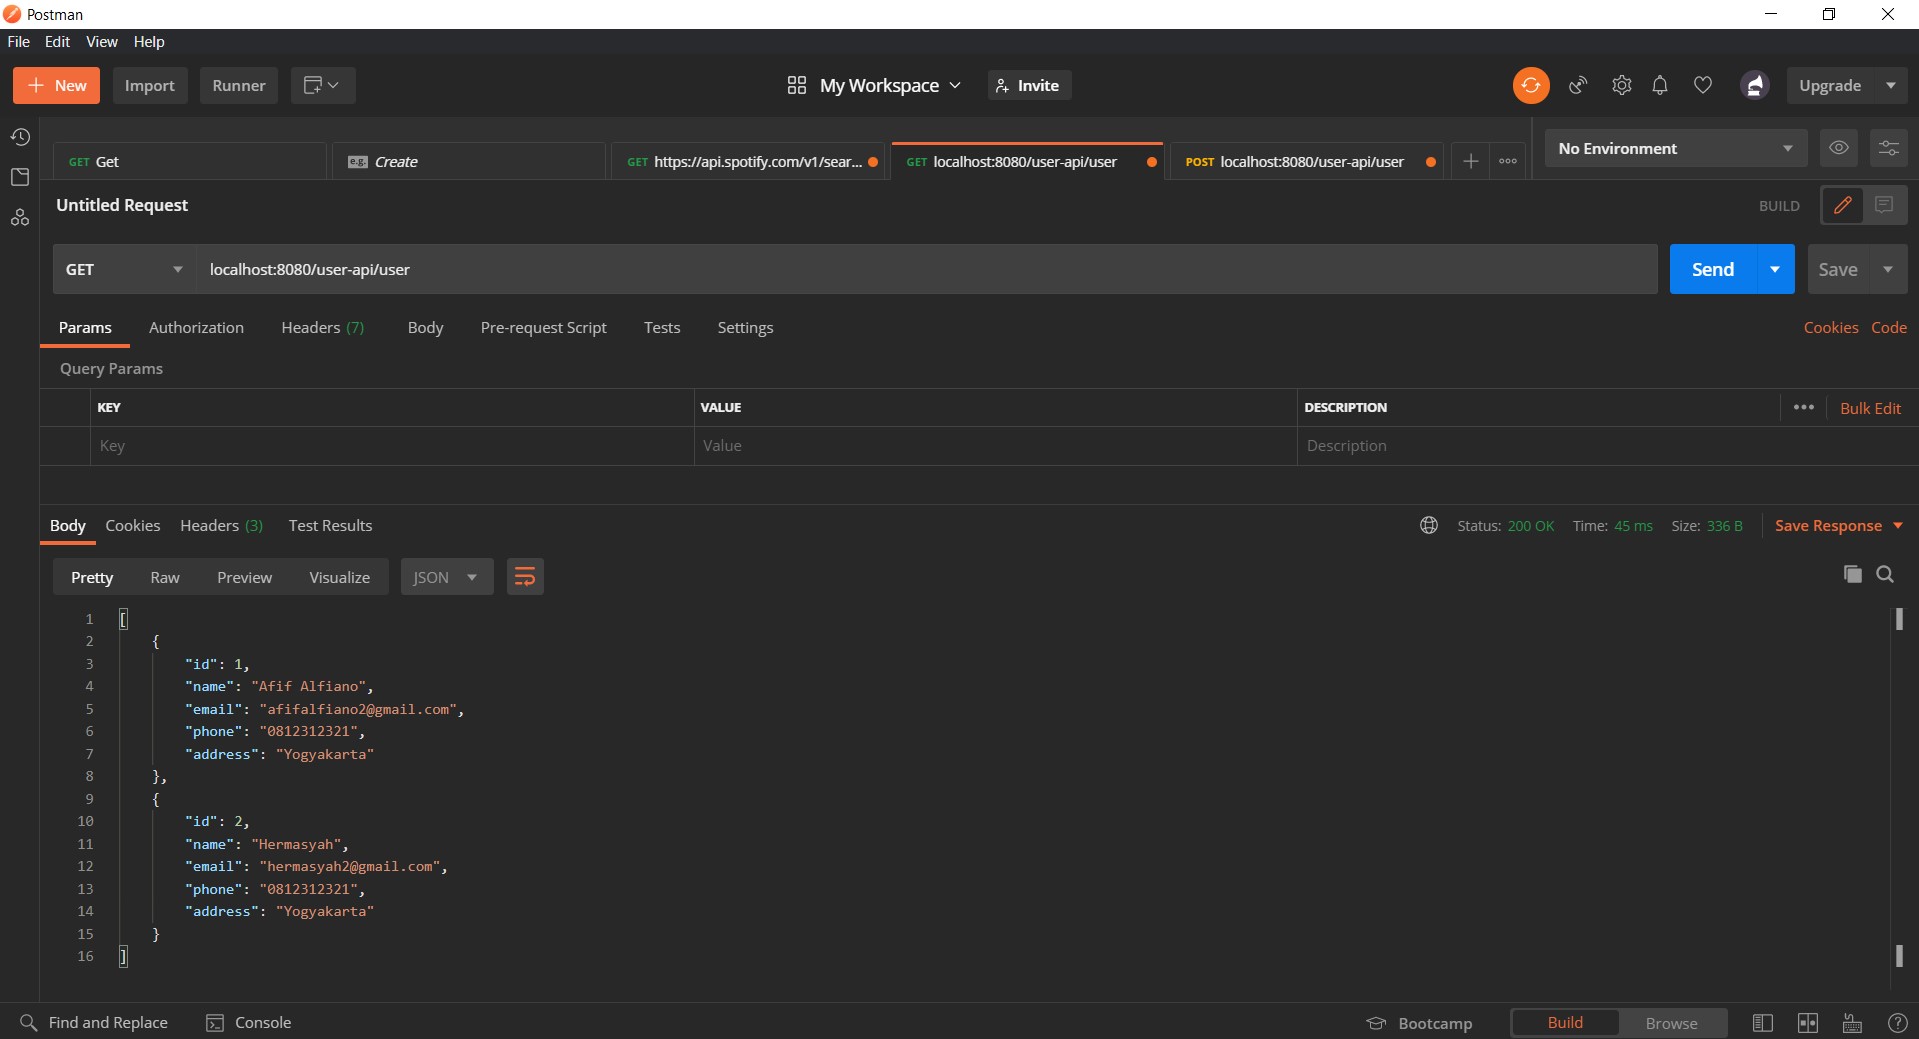 Postman
File Edit View Help
+ New Import Runner My Workspace Invite Upgrade
GET Get e.g. Create GET https://api.spotify.com/v1/sear... GET localhost:8080/user-api/user POST localhost:8080/user-api/user No Environment
Untitled Request BUILD
GET localhost:8080/user-api/user Send Save
Params Authorization Headers (7) Body Pre-request Script Tests Settings Cookies Code
Query Params
KEY VALUE DESCRIPTION Bulk Edit
Key Value Description
Body Cookies Headers (3) Test Results Status: 200 OK Time: 45 ms Size: 336 B Save Response
Pretty Raw Preview Visualize JSON
1 [
2 {
3 "id": 1,
4 "name": "Afif Alfiano",
5 "email": "afifalfiano2@gmail.com",
6 "phone": "0812312321",
7 "address": "Yogyakarta"
8 },
9 {
10 "id": 2,
11 "name": "Hermasyah",
12 "email": "hermasyah2@gmail.com",
13 "phone": "0812312321",
14 "address": "Yogyakarta"
15 }
16 ]
Find and Replace Console Bootcamp Build Browse